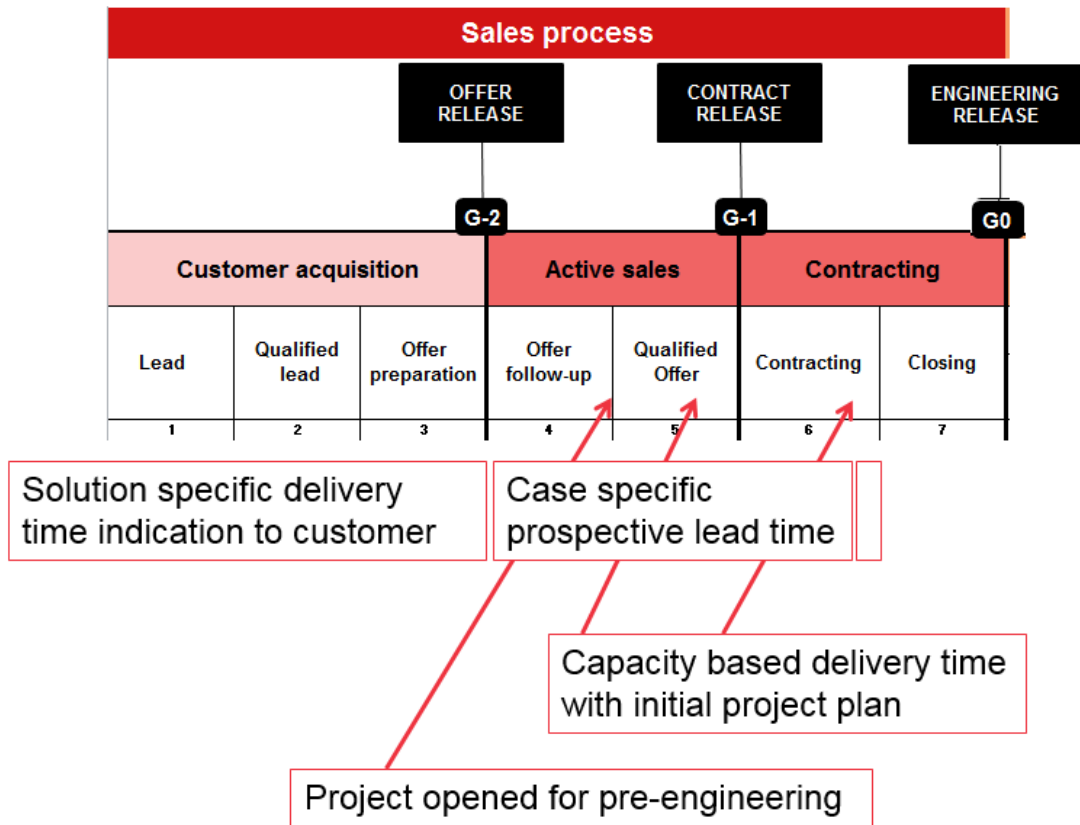 Sales process
OFFER
RELEASE
CONTRACT
RELEASE
ENGINEERING
RELEASE
G-2
G-1
G0
Customer acquisition
Active sales
Contracting
Lead
Qualified
lead
Offer
preparation
Offer
follow-up
Qualified
Offer
Contracting
Closing
1
2
3
4
5
6
7
Solution specific delivery
time indication to customer
Case specific
prospective lead time
Capacity based delivery time
with initial project plan
Project opened for pre-engineering